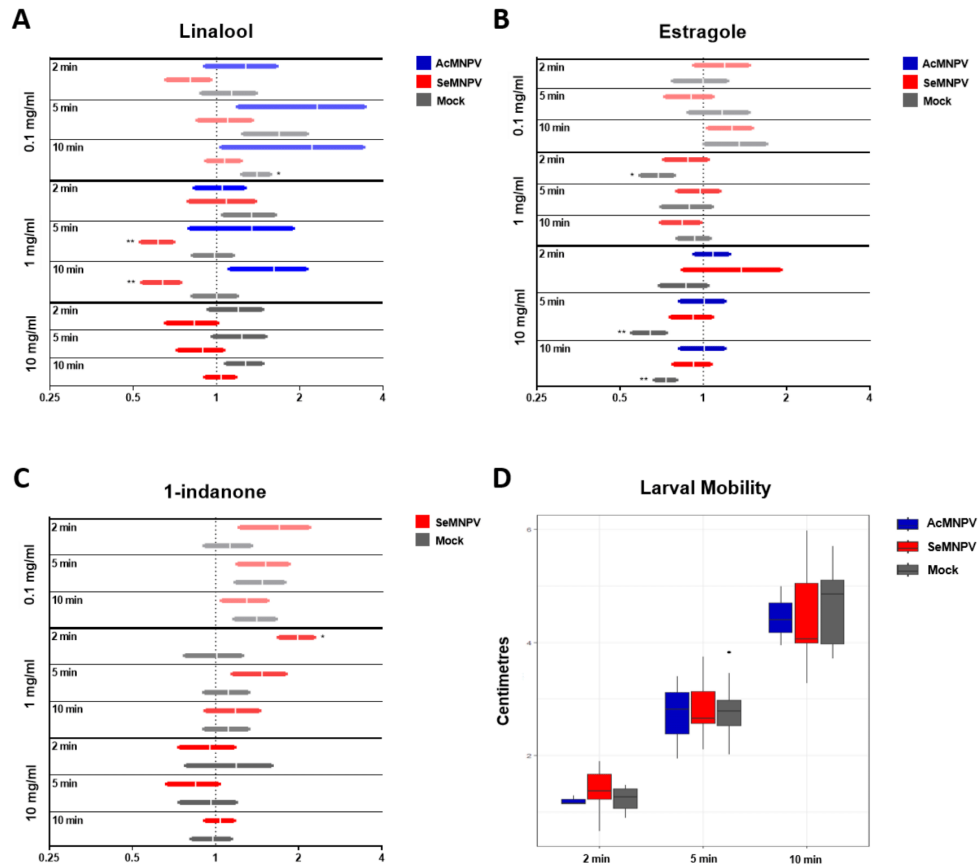 A
Linalool
AcMNPV
SeMNPV
Mock
0.1 mg/ml
2 min
5 min
10 min
*
1 mg/ml
2 min
5 min
**
10 min
**
10 mg/ml
2 min
5 min
10 min
0.25 0.5 1 2 4
B
Estragole
AcMNPV
SeMNPV
Mock
0.1 mg/ml
2 min
5 min
10 min
1 mg/ml
2 min
*
5 min
10 min
10 mg/ml
2 min
5 min
**
10 min
**
0.25 0.5 1 2 4
C
1-indanone
SeMNPV
Mock
0.1 mg/ml
2 min
5 min
10 min
1 mg/ml
2 min
*
5 min
10 min
10 mg/ml
2 min
5 min
10 min
0.25 0.5 1 2 4
D
Larval Mobility
AcMNPV
SeMNPV
Mock
Centimetres
6
4
2
2 min 5 min 10 min